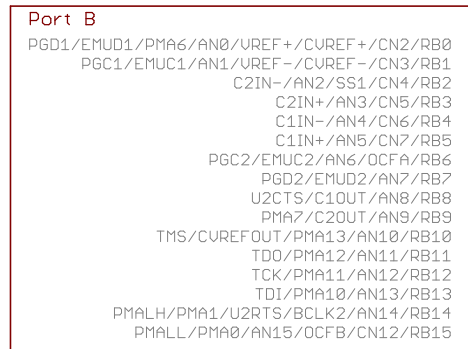 Port B
PGD1/EMUD1/PMA6/AN0/VREF+/CVREF+/CN2/RB0
PGC1/EMUC1/AN1/VREF-/CVREF-/CN3/RB1
C2IN-/AN2/SS1/CN4/RB2
C2IN+/AN3/CN5/RB3
C1IN-/AN4/CN6/RB4
C1IN+/AN5/CN7/RB5
PGC2/EMUC2/AN6/OCFA/RB6
PGD2/EMUD2/AN7/RB7
U2CTS/C1OUT/AN8/RB8
PMA7/C2OUT/AN9/RB9
TMS/CVREFOUT/PMA13/AN10/RB10
TDO/PMA12/AN11/RB11
TCK/PMA11/AN12/RB12
TDI/PMA10/AN13/RB13
PMALH/PMA1/U2RTS/BCLK2/AN14/RB14
PMALL/PMA0/AN15/OCFB/CN12/RB15